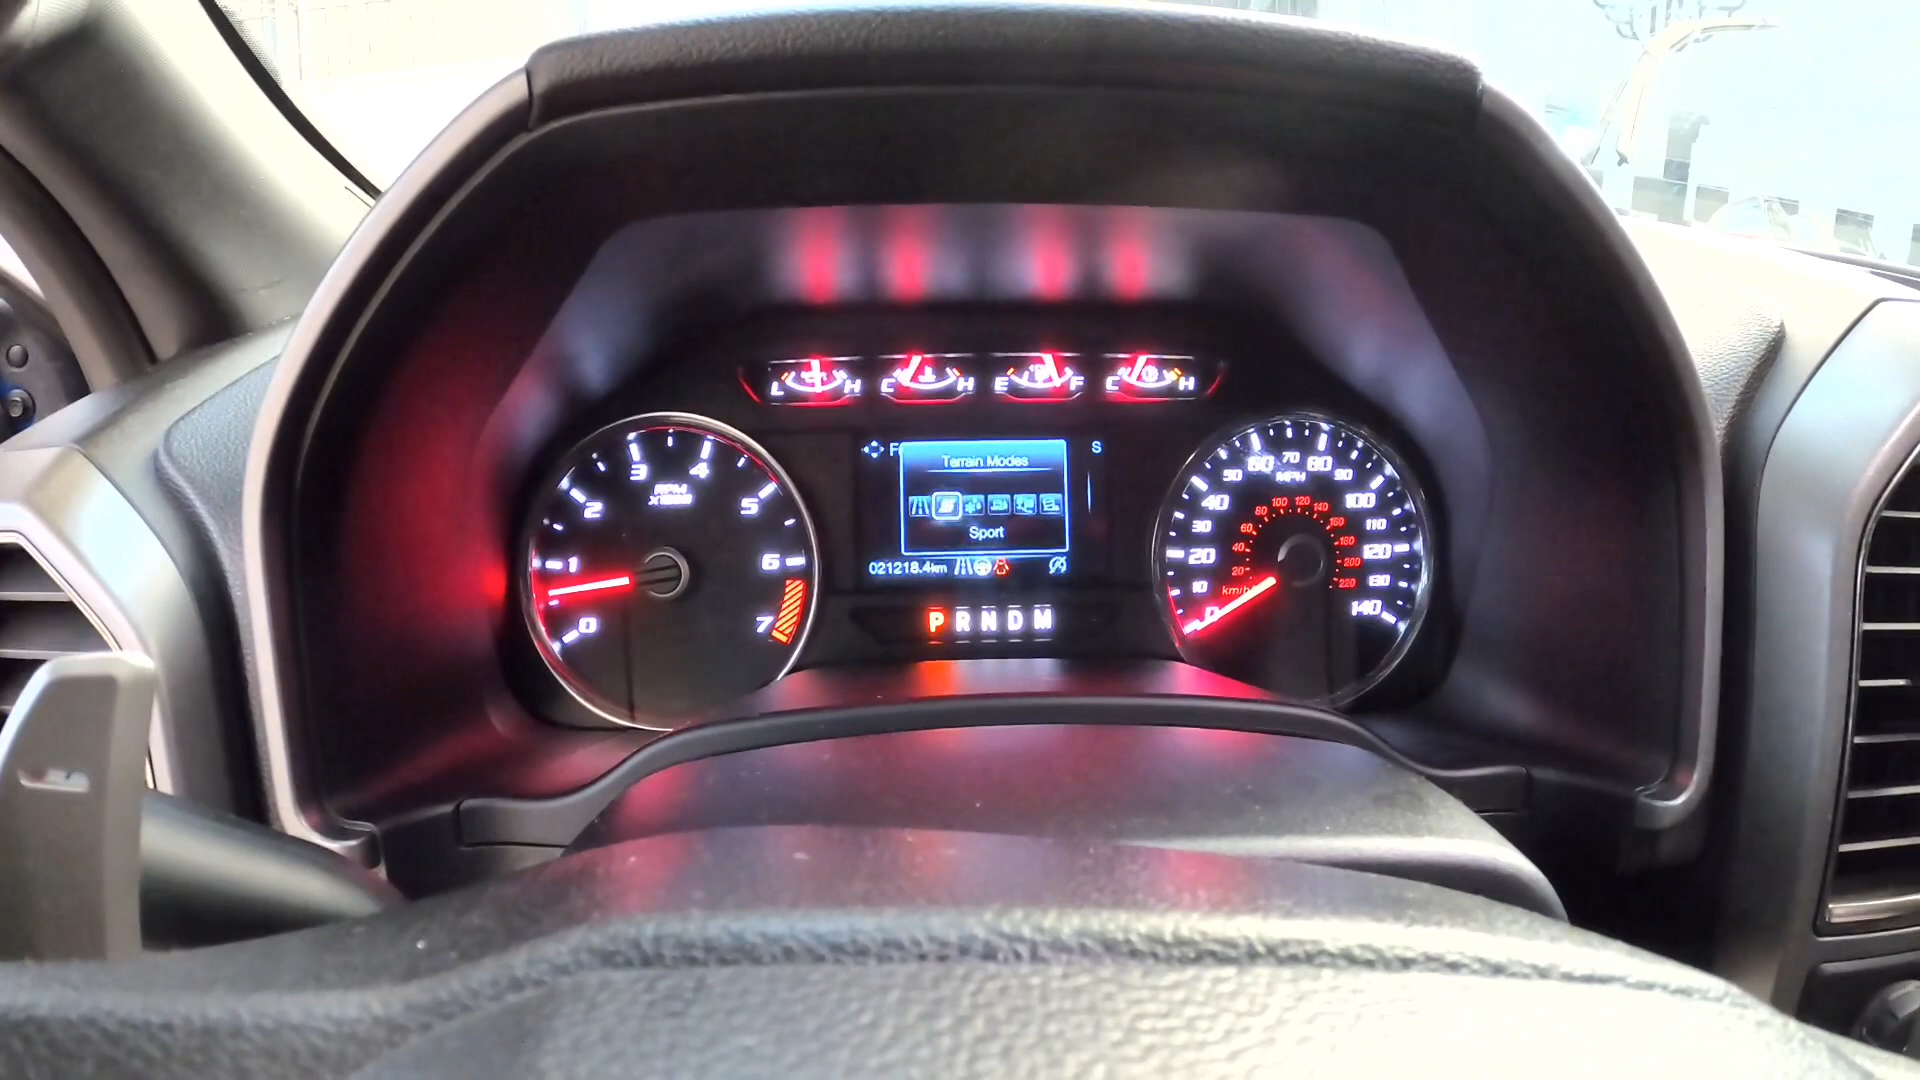 L H C H E F C H
3 4
2 5
1 6
0 7
RPM
X1000
F
S
Terrain Modes
Sport
021218.4km
P R N D M
60 70 80
50 MPH 90
40 100
30 110
20 120
10 130
0 140
80 100 120 140
60 160
40 180
20 200
km/h 220